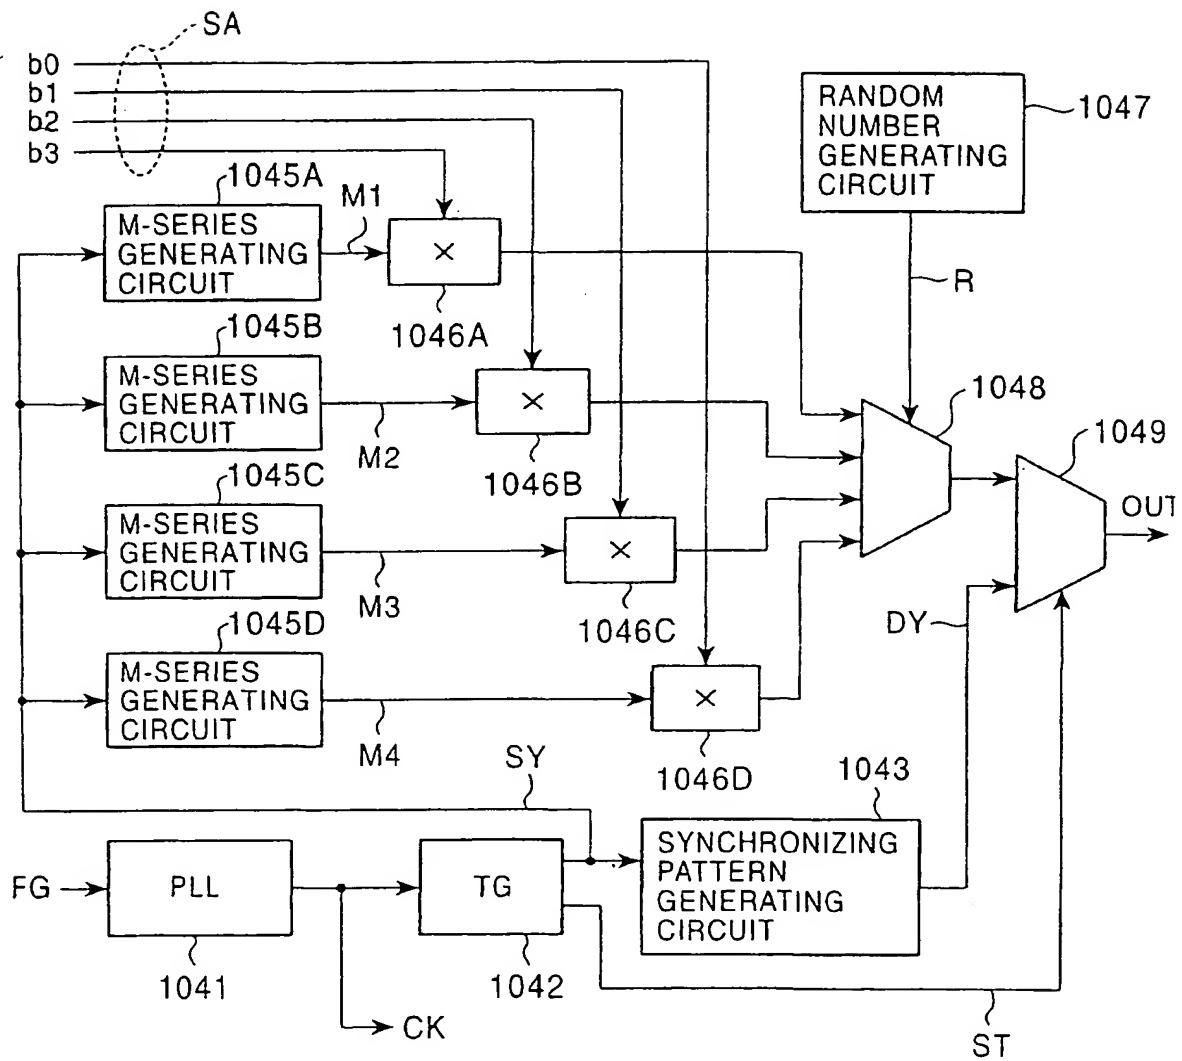 SA
b0
b1
b2
b3
RANDOM
NUMBER
GENERATING
CIRCUIT
1047
1045A
M-SERIES
GENERATING
CIRCUIT
M1
×
1046A
R
1045B
M-SERIES
GENERATING
CIRCUIT
M2
×
1046B
1048
1049
OUT
1045C
M-SERIES
GENERATING
CIRCUIT
M3
×
1046C
DY
1045D
M-SERIES
GENERATING
CIRCUIT
M4
×
1046D
SY
1043
SYNCHRONIZING
PATTERN
GENERATING
CIRCUIT
FG
PLL
1041
TG
1042
CK
ST